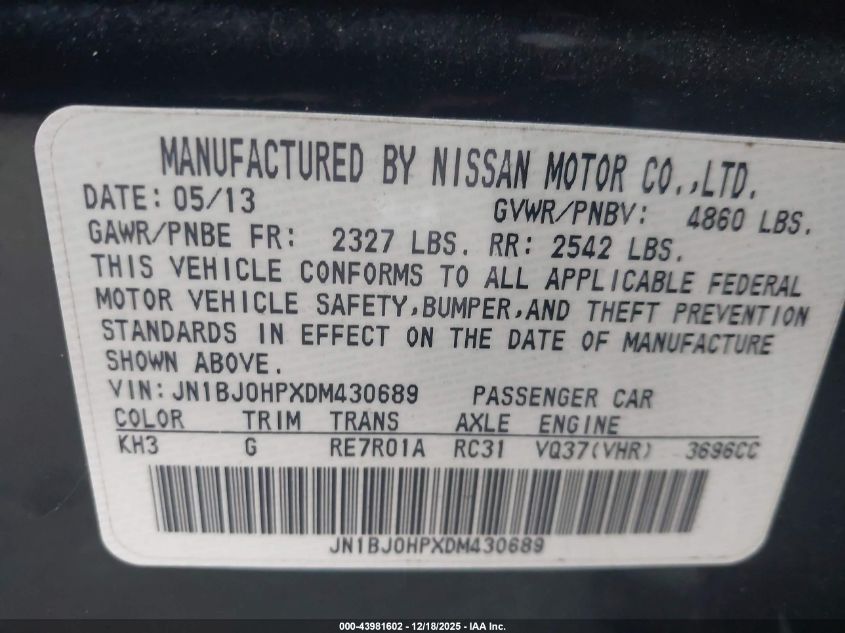 MANUFACTURED BY NISSAN MOTOR CO.,LTD.
DATE: 05/13 GVWR/PNBV: 4860 LBS.
GAWR/PNBE FR: 2327 LBS. RR: 2542 LBS.
THIS VEHICLE CONFORMS TO ALL APPLICABLE FEDERAL
MOTOR VEHICLE SAFETY,BUMPER,AND THEFT PREVENTION
STANDARDS IN EFFECT ON THE DATE OF MANUFACTURE
SHOWN ABOVE.
VIN: JN1BJ0HPXDM430689 PASSENGER CAR
COLOR TRIM TRANS AXLE ENGINE
KH3 G RE7R01A RC31 VQ37(VHR) 3696CC
JN1BJ0HPXDM430689
000-43981602 - 12/18/2025 - IAA Inc.